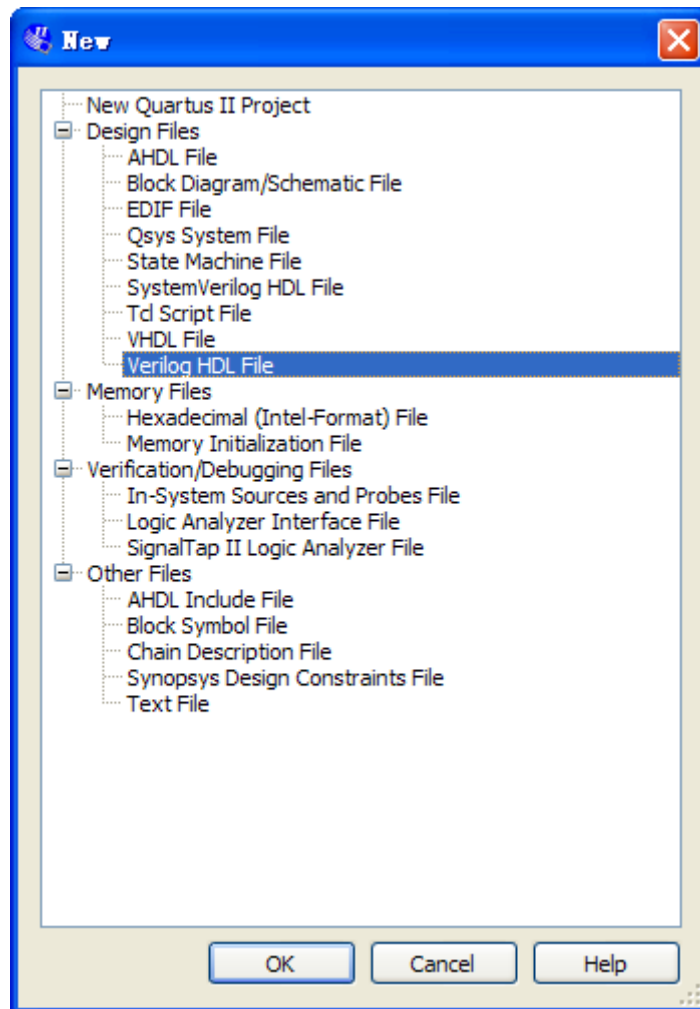 New
New Quartus II Project
Design Files
AHDL File
Block Diagram/Schematic File
EDIF File
Qsys System File
State Machine File
SystemVerilog HDL File
Tcl Script File
VHDL File
Verilog HDL File
Memory Files
Hexadecimal (Intel-Format) File
Memory Initialization File
Verification/Debugging Files
In-System Sources and Probes File
Logic Analyzer Interface File
SignalTap II Logic Analyzer File
Other Files
AHDL Include File
Block Symbol File
Chain Description File
Synopsys Design Constraints File
Text File
OK Cancel Help